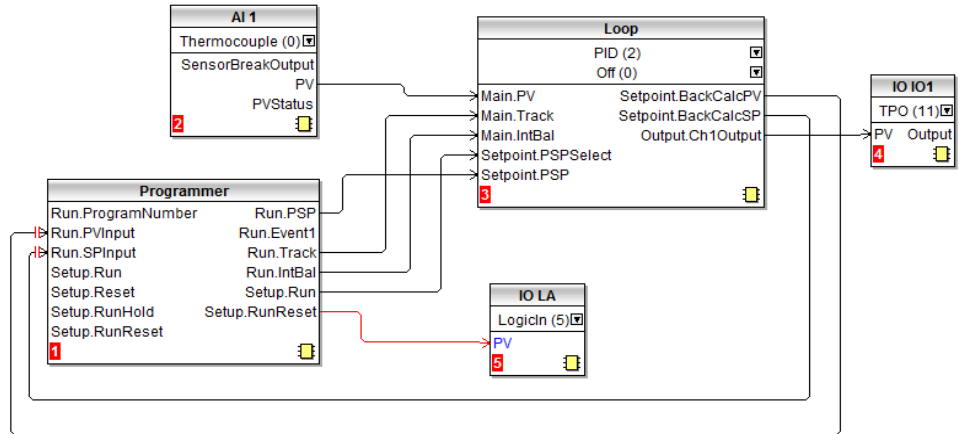 AI 1
Thermocouple (0)
SensorBreakOutput
PV
PVStatus
2
Loop
PID (2)
Off (0)
Main.PV Setpoint.BackCalcPV
Main.Track Setpoint.BackCalcSP
Main.IntBal Output.Ch1Output
Setpoint.PSPSelect
Setpoint.PSP
3
IO IO1
TPO (11)
PV Output
4
Programmer
Run.ProgramNumber Run.PSP
Run.PVInput Run.Event1
Run.SPInput Run.Track
Setup.Run Run.IntBal
Setup.Reset Setup.Run
Setup.RunHold Setup.RunReset
Setup.RunReset
1
IO LA
LogicIn (5)
PV
5